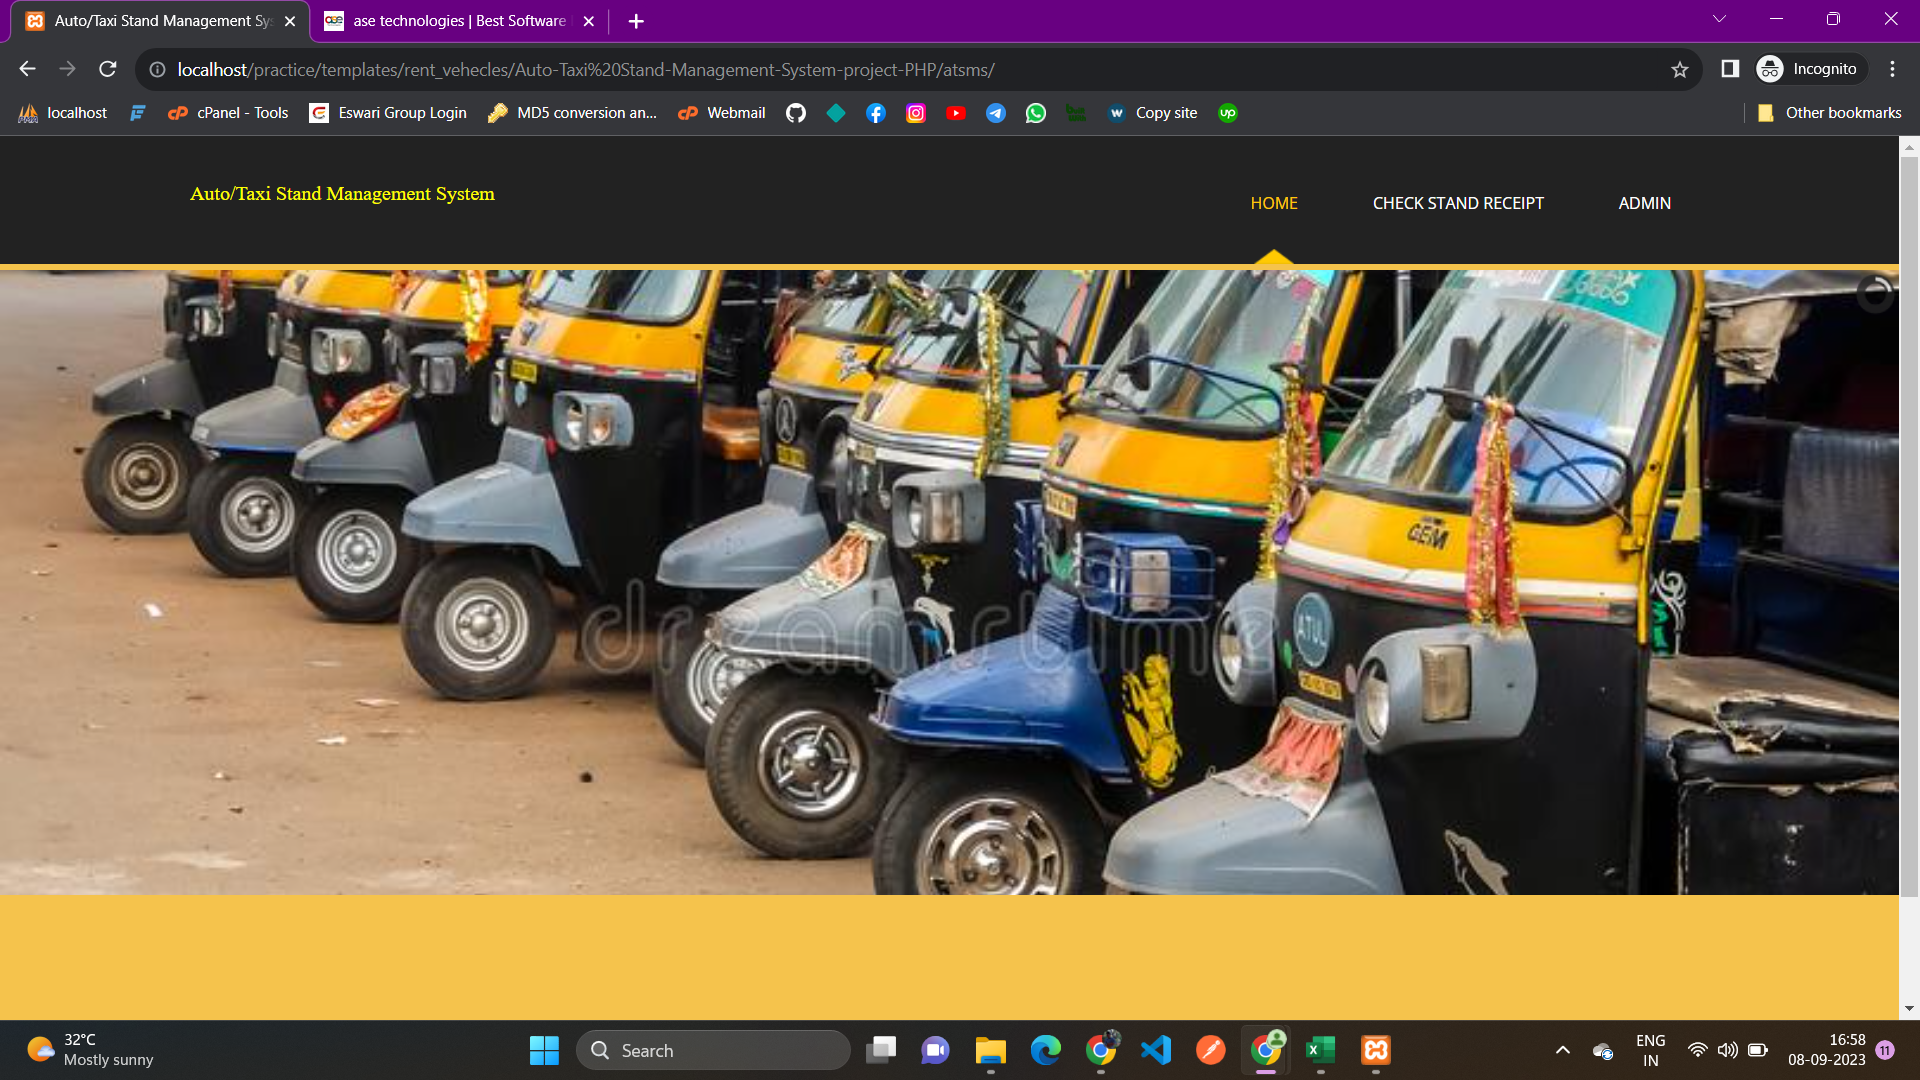 Auto/Taxi Stand Management Sys
ase technologies | Best Software
localhost/practice/templates/rent_vehecles/Auto-Taxi%20Stand-Management-System-project-PHP/atsms/
Incognito
localhost
cPanel - Tools
Eswari Group Login
MD5 conversion an...
Webmail
Copy site
Other bookmarks
Auto/Taxi Stand Management System
HOME
CHECK STAND RECEIPT
ADMIN
GEM
ATUL
dreamstime
32°C
Mostly sunny
Search
ENG
IN
16:58
08-09-2023
11